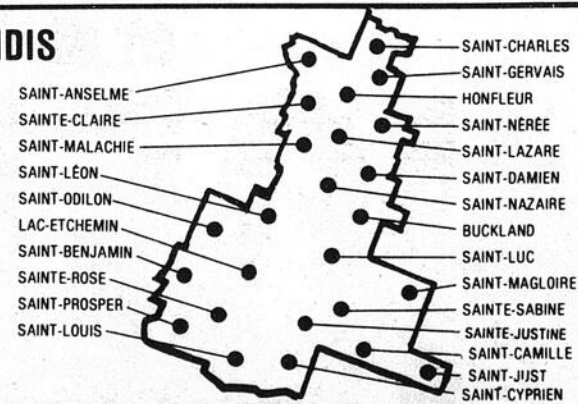 NDIS
SAINT-ANSELME
SAINTE-CLAIRE
SAINT-MALACHIE
SAINT-LÉON
SAINT-ODILON
LAC-ETCHEMIN
SAINT-BENJAMIN
SAINTE-ROSE
SAINT-PROSPER
SAINT-LOUIS
SAINT-CHARLES
SAINT-GERVAIS
HONFLEUR
SAINT-NÉRÉE
SAINT-LAZARE
SAINT-DAMIEN
SAINT-NAZAIRE
BUCKLAND
SAINT-LUC
SAINT-MAGLOIRE
SAINTE-SABINE
SAINTE-JUSTINE
SAINT-CAMILLE
SAINT-JUST
SAINT-CYPRIEN